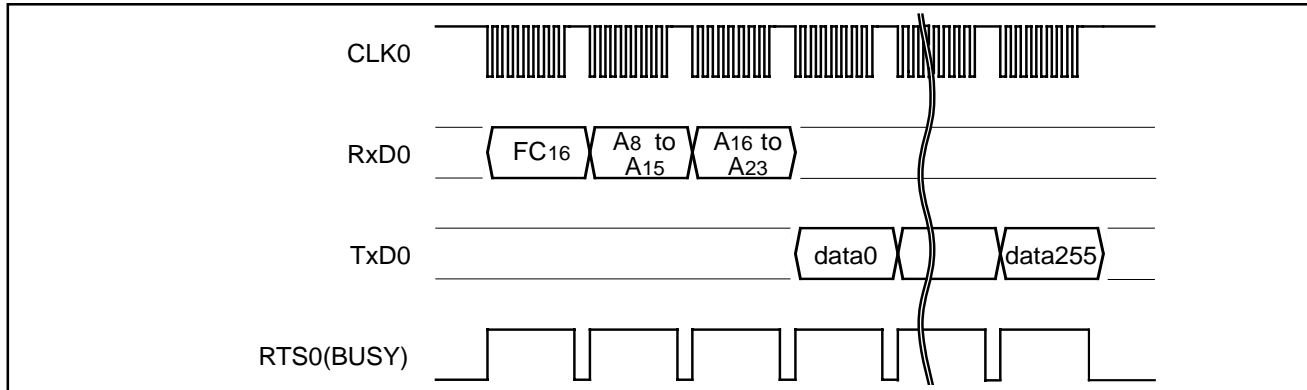 CLK0
RxD0
FC16
A8 to
A15
A16 to
A23
TxD0
data0
data255
RTS0(BUSY)